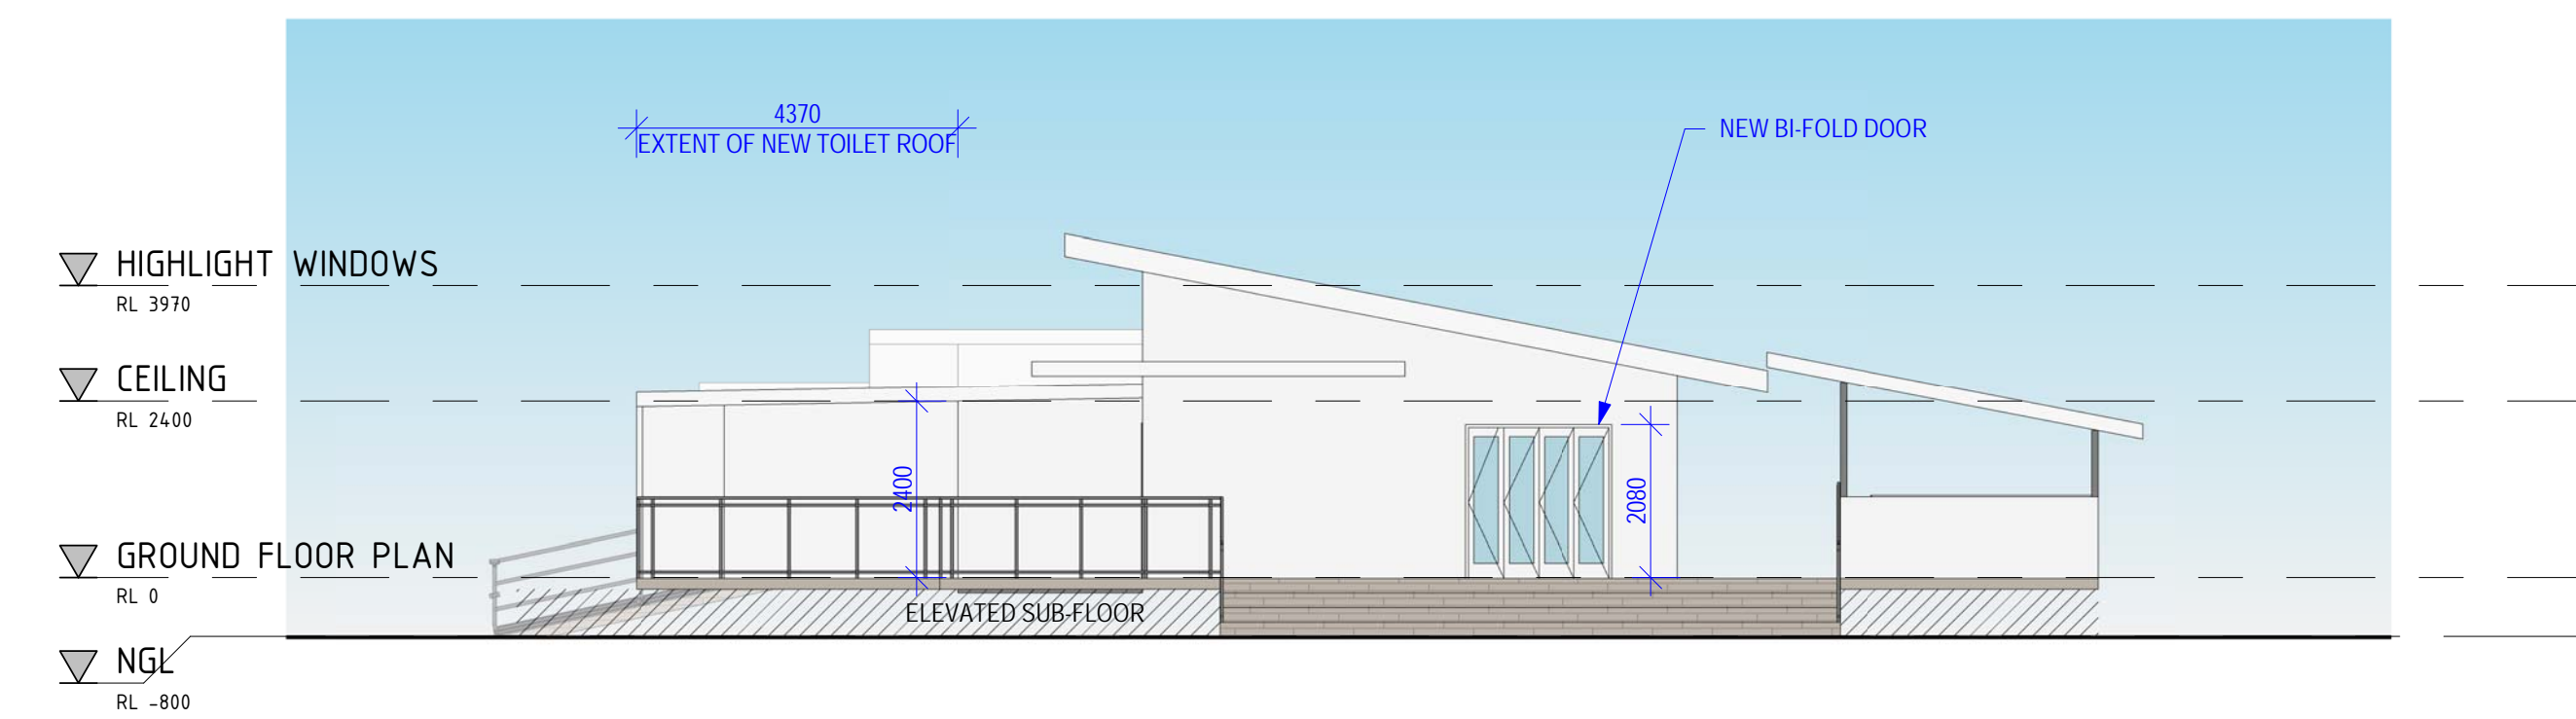 4370
EXTENT OF NEW TOILET ROOF
NEW BI-FOLD DOOR
HIGHLIGHT WINDOWS
RL 3970
CEILING
RL 2400
2400
2080
GROUND FLOOR PLAN
RL 0
ELEVATED SUB-FLOOR
NGL
RL -800